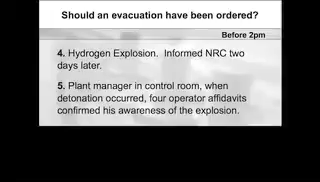 Should an evacuation have been ordered?
Before 2pm
4. Hydrogen Explosion. Informed NRC two
days later.
5. Plant manager in control room, when
detonation occurred, four operator affidavits
confirmed his awareness of the explosion.